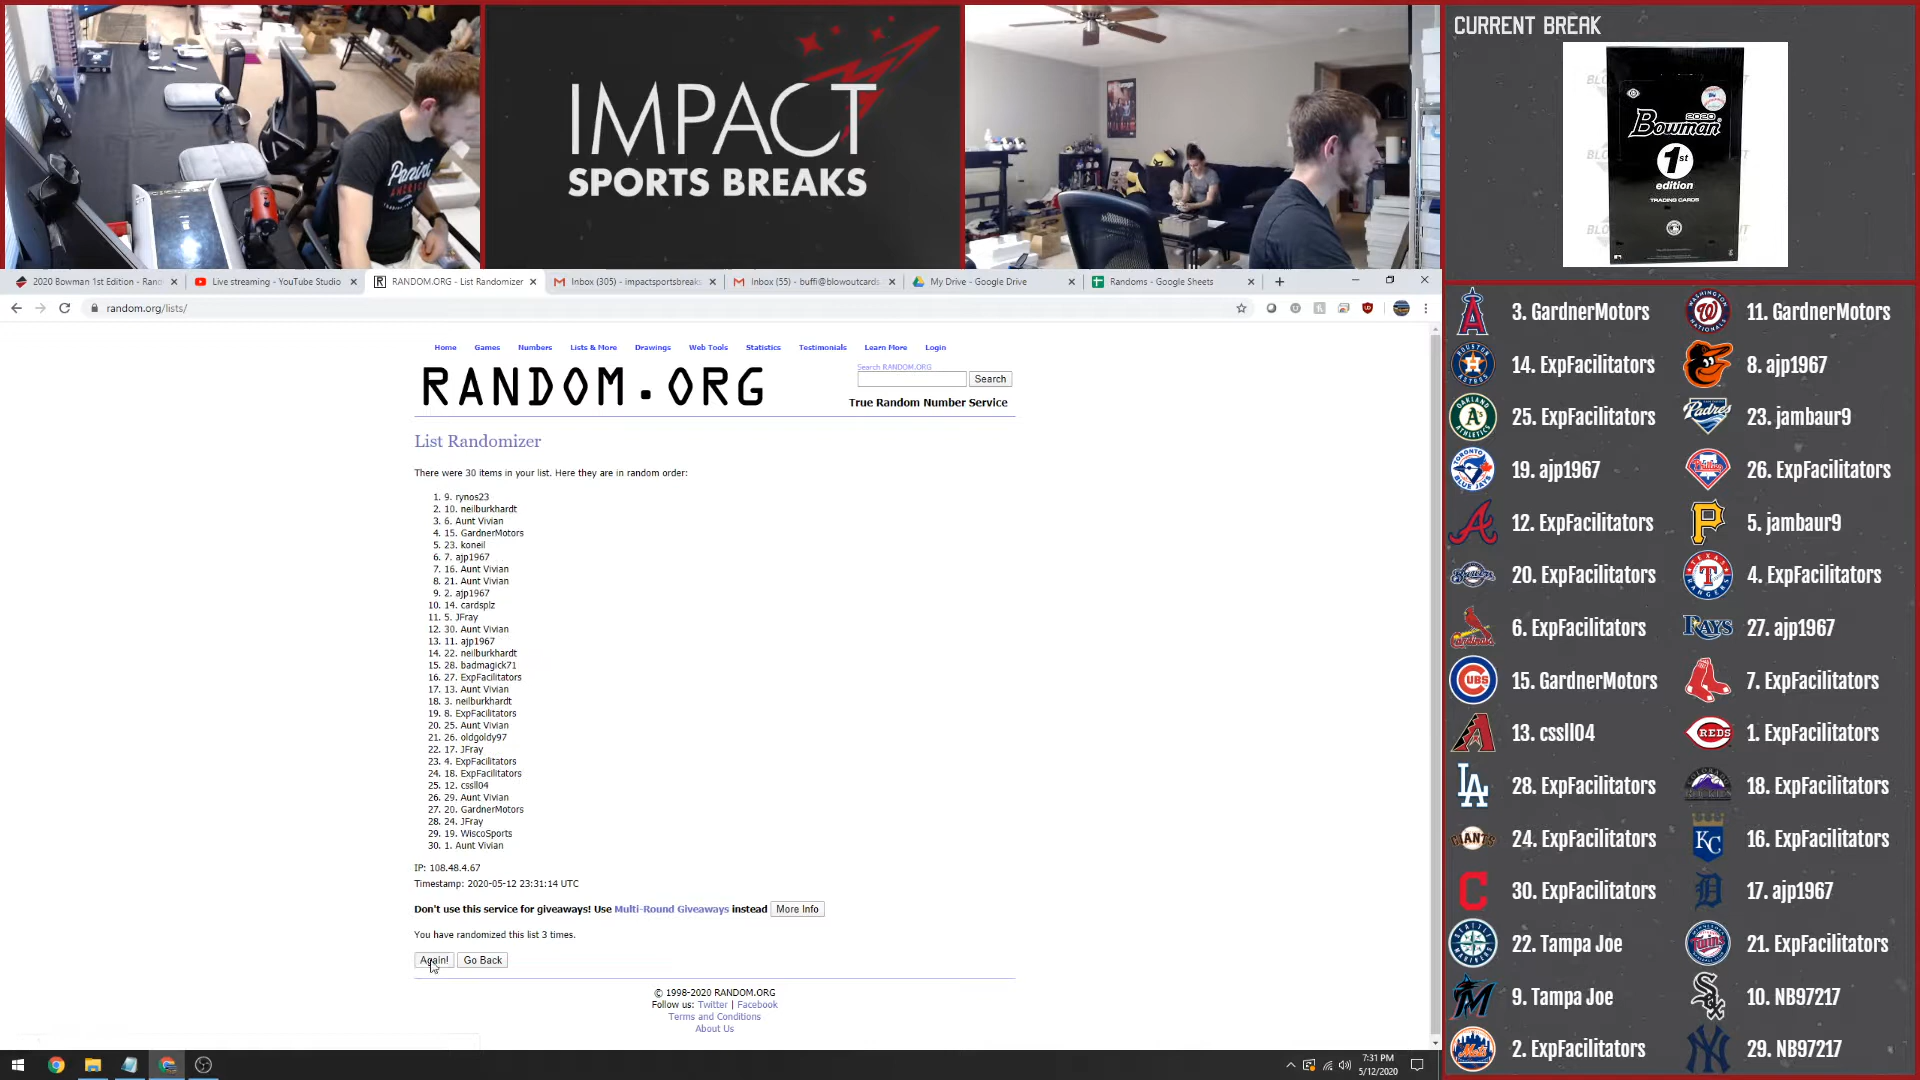 Panini
AMERICA
IMPACT
SPORTS BREAKS
CURRENT BREAK
2020
Bowman
1st
edition
TRADING CARDS
2020 Bowman 1st Edition - Rand
Live streaming - YouTube Studio
RANDOM.ORG - List Randomizer
Inbox (305) - impactsportsbreaks
Inbox (55) - buffi@blowoutcards
My Drive - Google Drive
Randoms - Google Sheets
random.org/lists/
Home Games Numbers Lists & More Drawings Web Tools Statistics Testimonials Learn More Login
RANDOM.ORG
Search RANDOM.ORG
Search
True Random Number Service
List Randomizer
There were 30 items in your list. Here they are in random order:
1. 9. rynos23
2. 10. neilburkhardt
3. 6. Aunt Vivian
4. 15. GardnerMotors
5. 23. koneil
6. 7. ajp1967
7. 16. Aunt Vivian
8. 21. Aunt Vivian
9. 2. ajp1967
10. 14. cardsplz
11. 5. JFray
12. 30. Aunt Vivian
13. 11. ajp1967
14. 22. neilburkhardt
15. 28. badmagick71
16. 27. ExpFacilitators
17. 13. Aunt Vivian
18. 3. neilburkhardt
19. 8. ExpFacilitators
20. 25. Aunt Vivian
21. 26. oldgoldy97
22. 17. JFray
23. 4. ExpFacilitators
24. 18. ExpFacilitators
25. 12. cssll04
26. 29. Aunt Vivian
27. 20. GardnerMotors
28. 24. JFray
29. 19. WiscoSports
30. 1. Aunt Vivian
IP: 108.48.4.67
Timestamp: 2020-05-12 23:31:14 UTC
Don't use this service for giveaways! Use Multi-Round Giveaways instead More Info
You have randomized this list 3 times.
Again! Go Back
© 1998-2020 RANDOM.ORG
Follow us: Twitter | Facebook
Terms and Conditions
About Us
3. GardnerMotors
11. GardnerMotors
14. ExpFacilitators
8. ajp1967
25. ExpFacilitators
23. jambaur9
19. ajp1967
26. ExpFacilitators
12. ExpFacilitators
5. jambaur9
20. ExpFacilitators
4. ExpFacilitators
6. ExpFacilitators
27. ajp1967
15. GardnerMotors
7. ExpFacilitators
13. cssll04
1. ExpFacilitators
28. ExpFacilitators
18. ExpFacilitators
24. ExpFacilitators
16. ExpFacilitators
30. ExpFacilitators
17. ajp1967
22. Tampa Joe
21. ExpFacilitators
9. Tampa Joe
10. NB97217
2. ExpFacilitators
29. NB97217
7:31 PM
5/12/2020